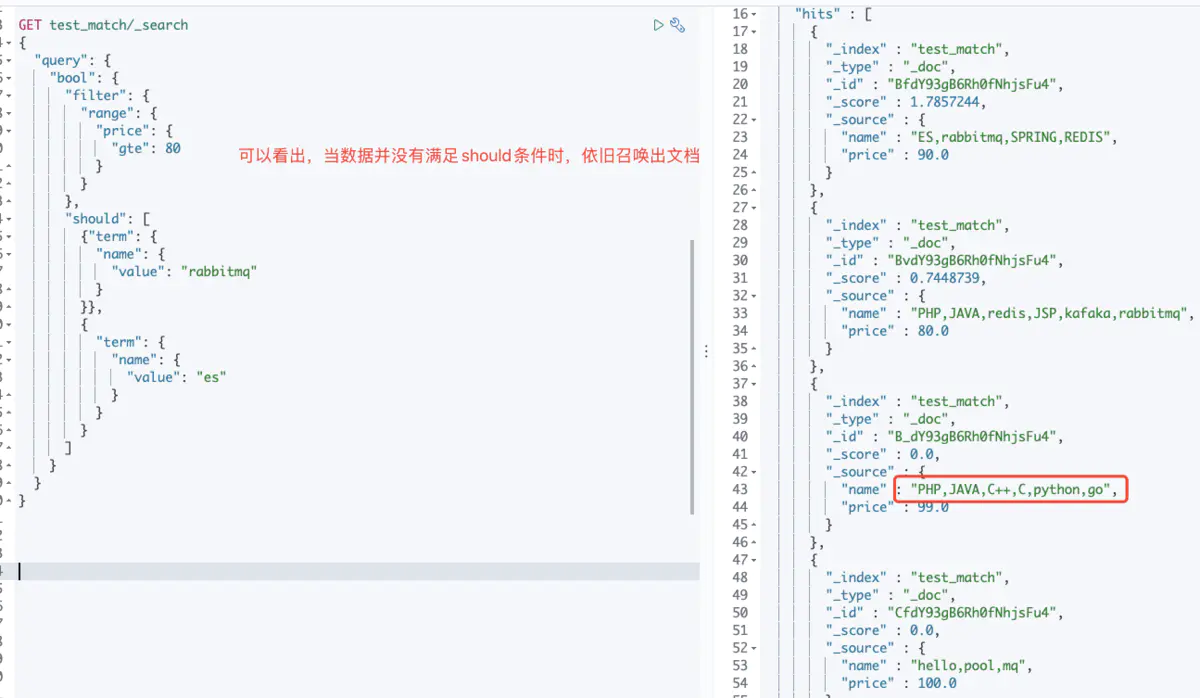 GET test_match/_search
{
"query": {
"bool": {
"filter": {
"range": {
"price": {
"gte": 80
}
}
},
"should": [
{"term": {
"name": {
"value": "rabbitmq"
}
}},
{
"term": {
"name": {
"value": "es"
}
}
}
]
}
}
}
可以看出，当数据并没有满足should条件时，依旧召唤出文档
16 "hits" : [
17 {
18 "_index" : "test_match",
19 "_type" : "_doc",
20 "_id" : "BfdY93gB6Rh0fNhjsFu4",
21 "_score" : 1.7857244,
22 "_source" : {
23 "name" : "ES,rabbitmq,SPRING,REDIS",
24 "price" : 90.0
25 }
26 },
27 {
28 "_index" : "test_match",
29 "_type" : "_doc",
30 "_id" : "BvdY93gB6Rh0fNhjsFu4",
31 "_score" : 0.7448739,
32 "_source" : {
33 "name" : "PHP,JAVA,redis,JSP,kafaka,rabbitmq",
34 "price" : 80.0
35 }
36 },
37 {
38 "_index" : "test_match",
39 "_type" : "_doc",
40 "_id" : "B_dY93gB6Rh0fNhjsFu4",
41 "_score" : 0.0,
42 "_source" : {
43 "name" : "PHP,JAVA,C++,C,python,go",
44 "price" : 99.0
45 }
46 },
47 {
48 "_index" : "test_match",
49 "_type" : "_doc",
50 "_id" : "CfdY93gB6Rh0fNhjsFu4",
51 "_score" : 0.0,
52 "_source" : {
53 "name" : "hello,pool,mq",
54 "price" : 100.0